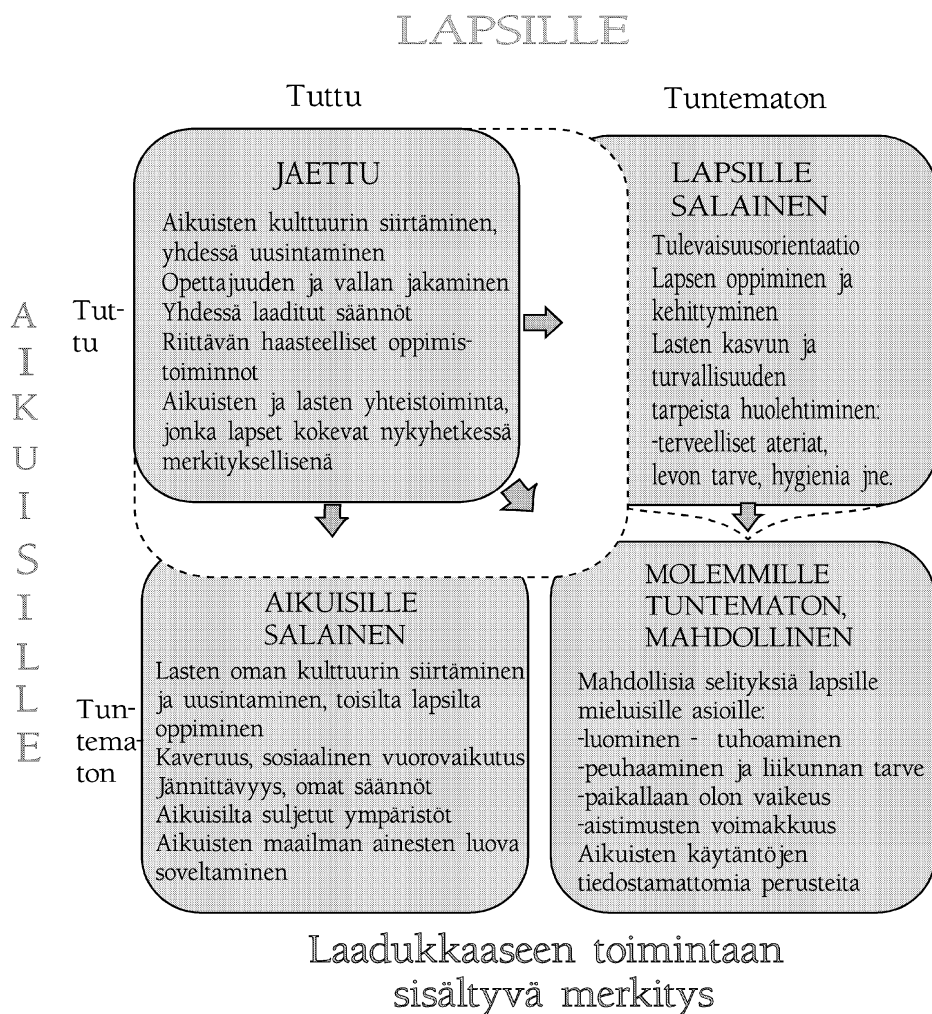 LAPSILLE
Tuttu
Tuntematon
AIKUISILLE
Tut-
tu
JAETTU
Aikuisten kulttuurin siirtäminen,
yhdessä uusintaminen
Opettajuuden ja vallan jakaminen
Yhdessä laaditut säännöt
Riittävän haasteelliset oppimis-
toiminnot
Aikuisten ja lasten yhteistoiminta,
jonka lapset kokevat nykyhetkessä
merkityksellisenä
LAPSILLE
SALAINEN
Tulevaisuusorientaatio
Lapsen oppiminen ja
kehittyminen
Lasten kasvun ja
turvallisuuden
tarpeista huolehtiminen:
-terveelliset ateriat,
levon tarve, hygienia jne.
Tun-
tema-
ton
AIKUISILLE
SALAINEN
Lasten oman kulttuurin siirtäminen
ja uusintaminen, toisilta lapsilta
oppiminen
Kaveruus, sosiaalinen vuorovaikutus
Jännittävyys, omat säännöt
Aikuisilta suljetut ympäristöt
Aikuisten maailman ainesten luova
soveltaminen
MOLEMMILLE
TUNTEMATON,
MAHDOLLINEN
Mahdollisia selityksiä lapsille
mieluisille asioille:
-luominen - tuhoaminen
-peuhaaminen ja liikunnan tarve
-paikallaan olon vaikeus
-aistimusten voimakkuus
Aikuisten käytäntöjen
tiedostamattomia perusteita
Laadukkaaseen toimintaan
sisältyvä merkitys